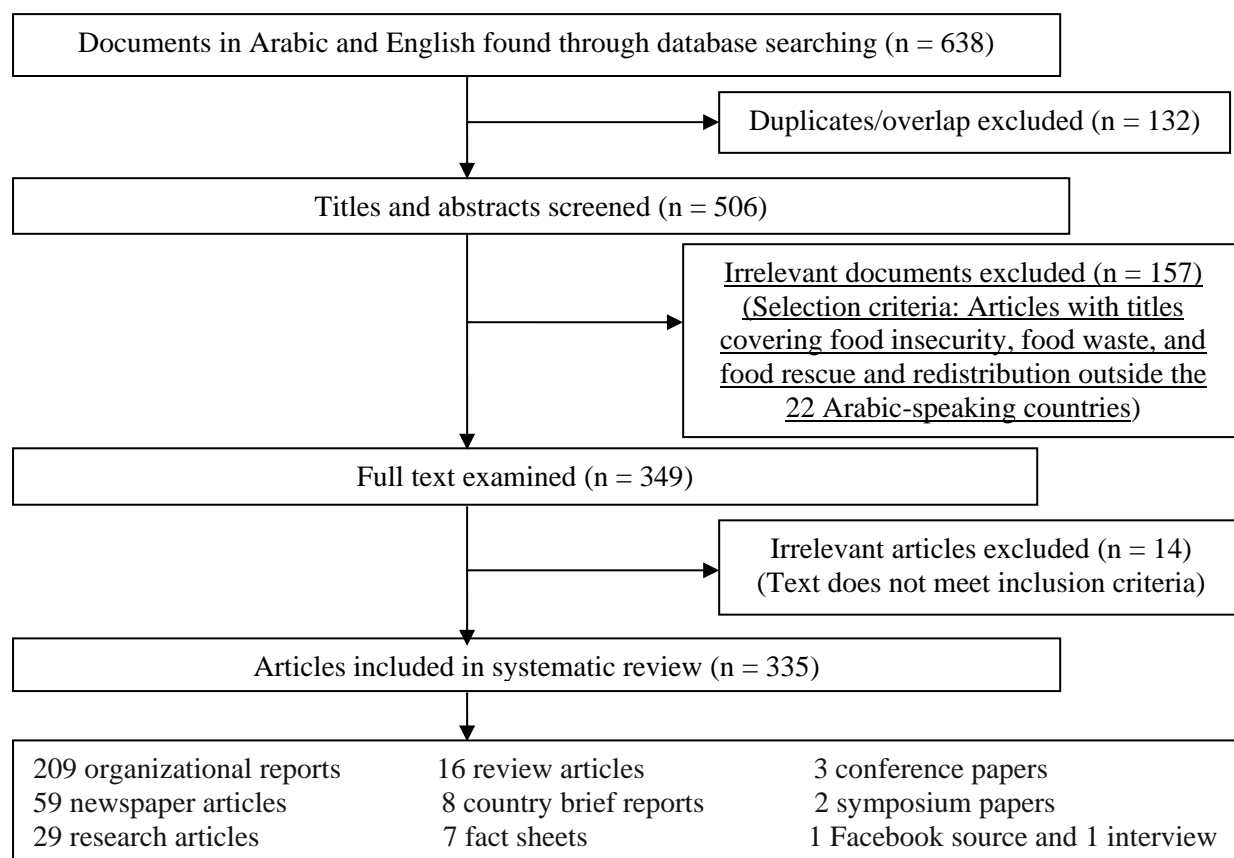 Documents in Arabic and English found through database searching (n = 638)
Duplicates/overlap excluded (n = 132)
Titles and abstracts screened (n = 506)
Irrelevant documents excluded (n = 157)
(Selection criteria: Articles with titles
covering food insecurity, food waste, and
food rescue and redistribution outside the
22 Arabic-speaking countries)
Full text examined (n = 349)
Irrelevant articles excluded (n = 14)
(Text does not meet inclusion criteria)
Articles included in systematic review (n = 335)
209 organizational reports 16 review articles 3 conference papers
59 newspaper articles 8 country brief reports 2 symposium papers
29 research articles 7 fact sheets 1 Facebook source and 1 interview